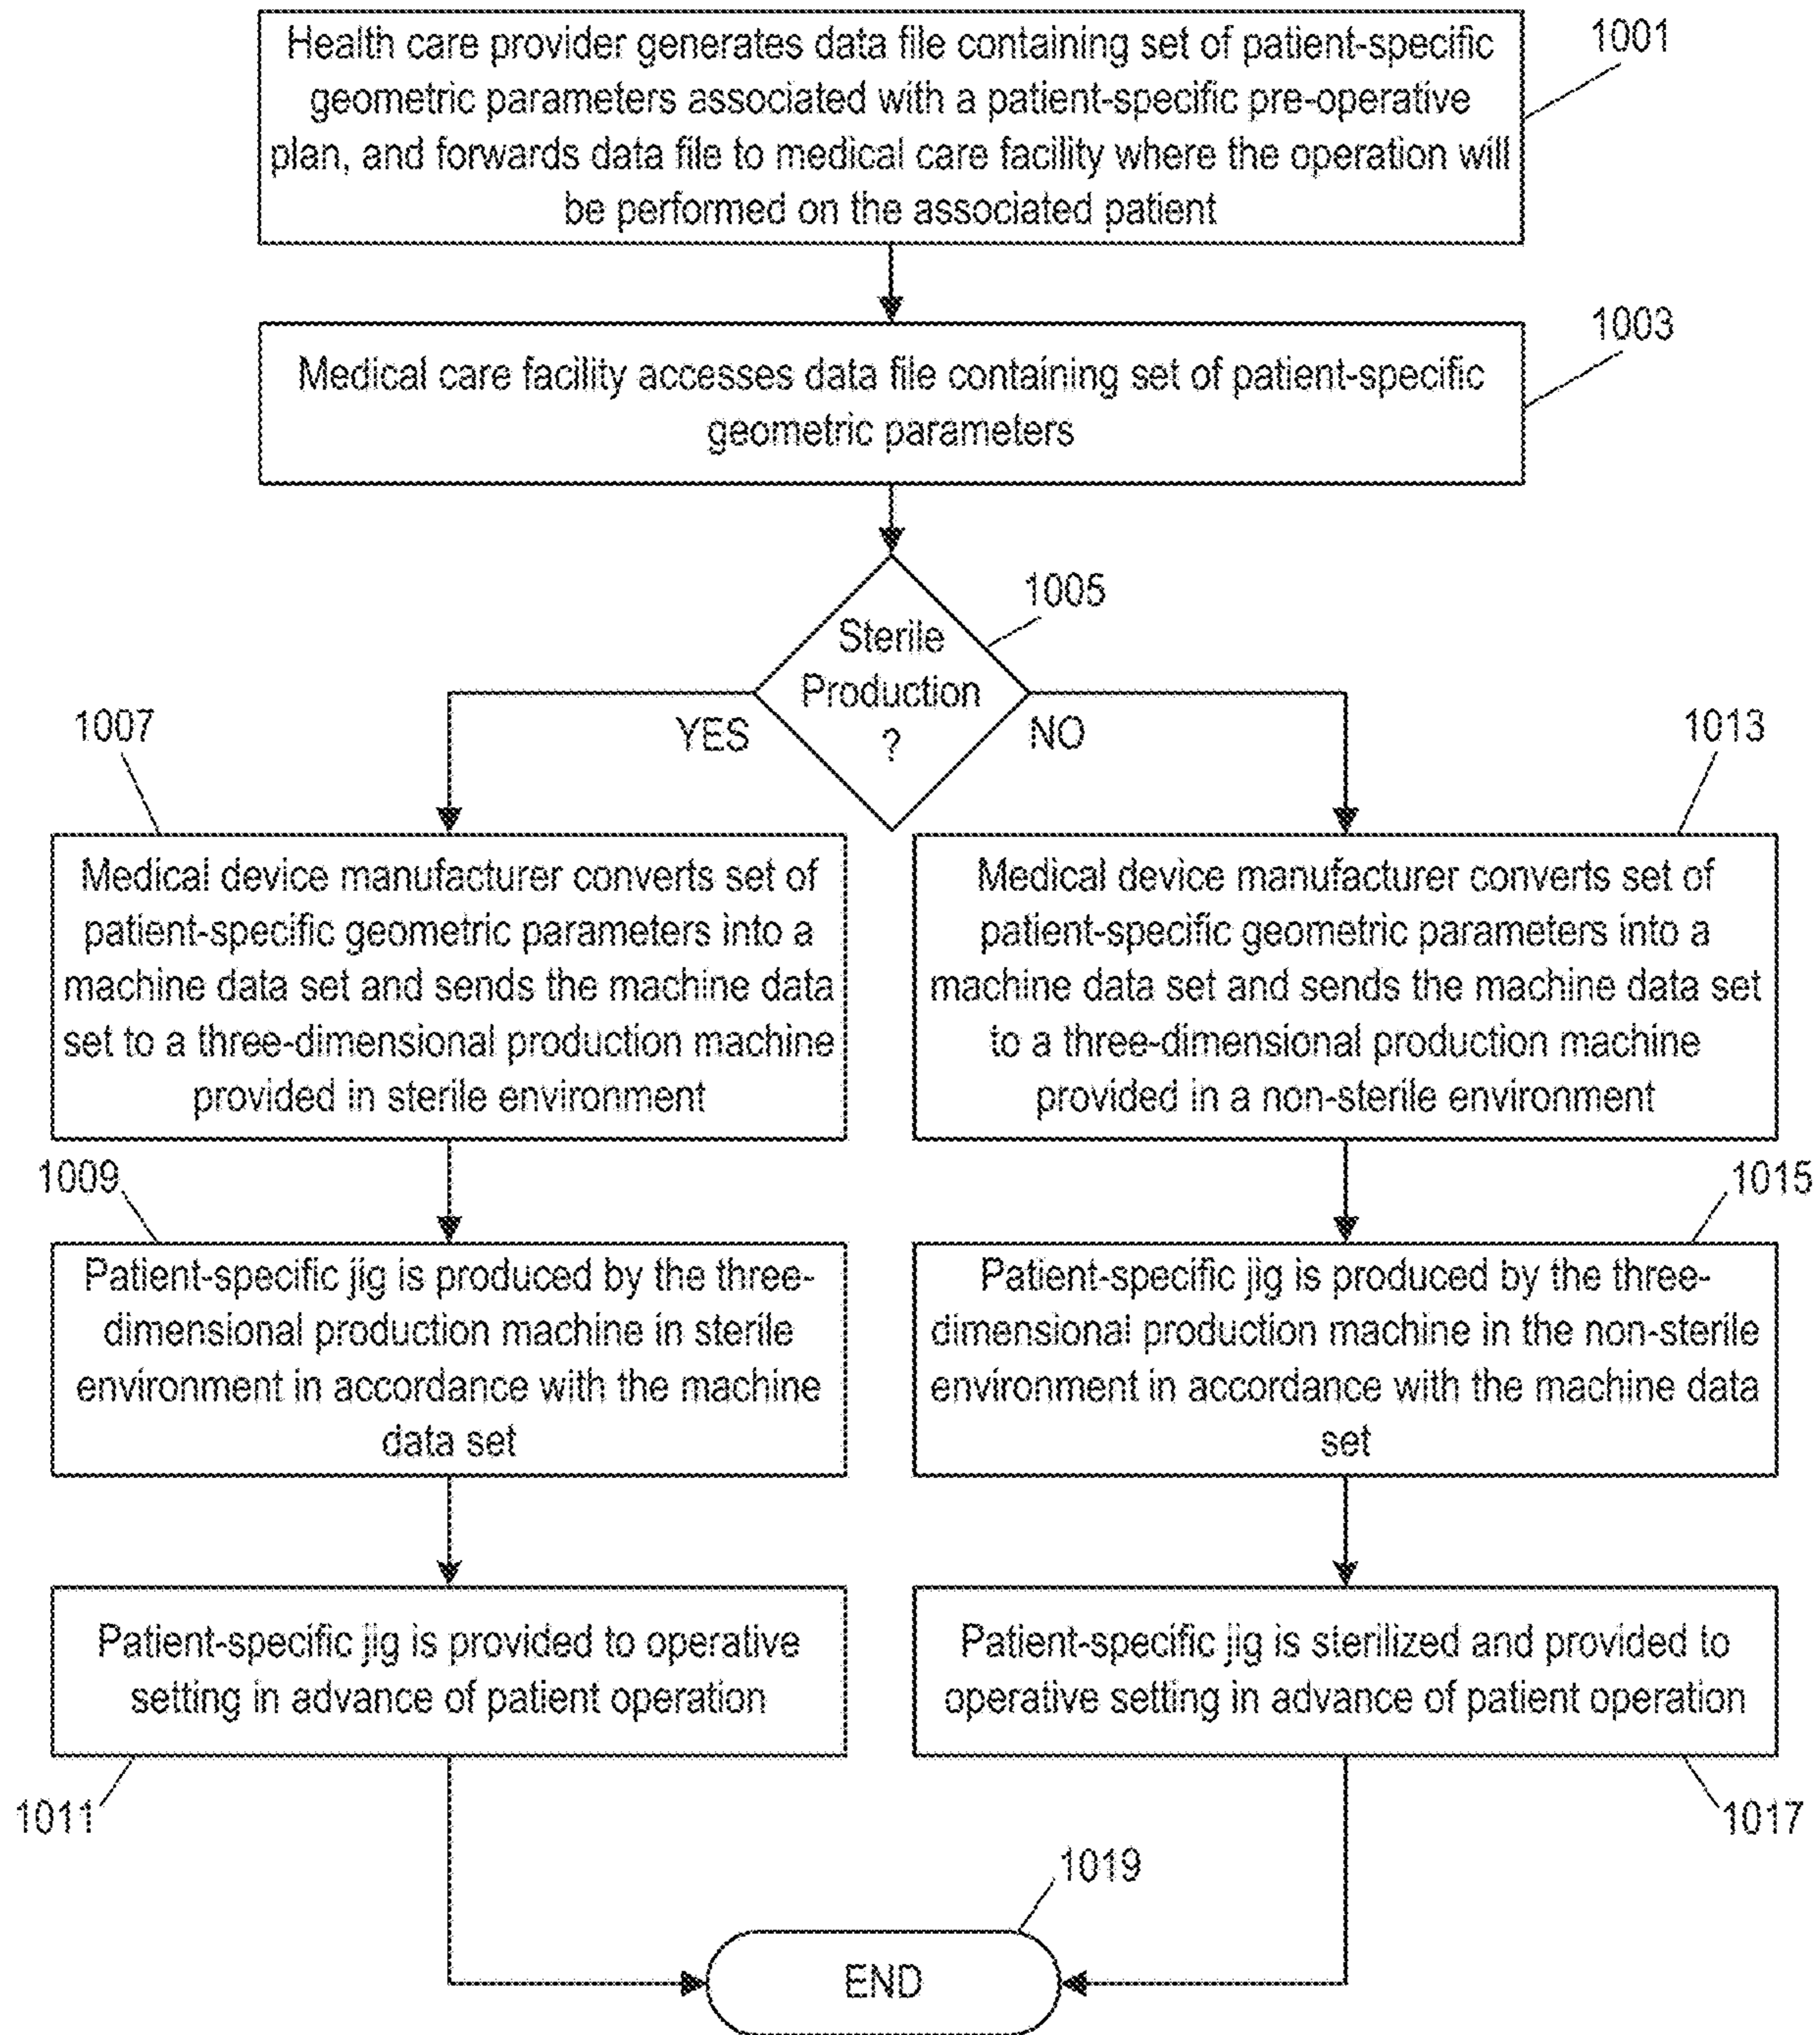 Health care provider generates data file containing set of patient-specific
geometric parameters associated with a patient-specific pre-operative
plan, and forwards data file to medical care facility where the operation will
be performed on the associated patient
1001
Medical care facility accesses data file containing set of patient-specific
geometric parameters
1003
Sterile
Production
?
1005
YES
NO
1007
Medical device manufacturer converts set of
patient-specific geometric parameters into a
machine data set and sends the machine data
set to a three-dimensional production machine
provided in sterile environment
1013
Medical device manufacturer converts set of
patient-specific geometric parameters into a
machine data set and sends the machine data set
to a three-dimensional production machine
provided in a non-sterile environment
1009
Patient-specific jig is produced by the three-
dimensional production machine in sterile
environment in accordance with the machine
data set
1015
Patient-specific jig is produced by the three-
dimensional production machine in the non-sterile
environment in accordance with the machine data
set
Patient-specific jig is provided to operative
setting in advance of patient operation
1011
Patient-specific jig is sterilized and provided to
operative setting in advance of patient operation
1017
1019
END